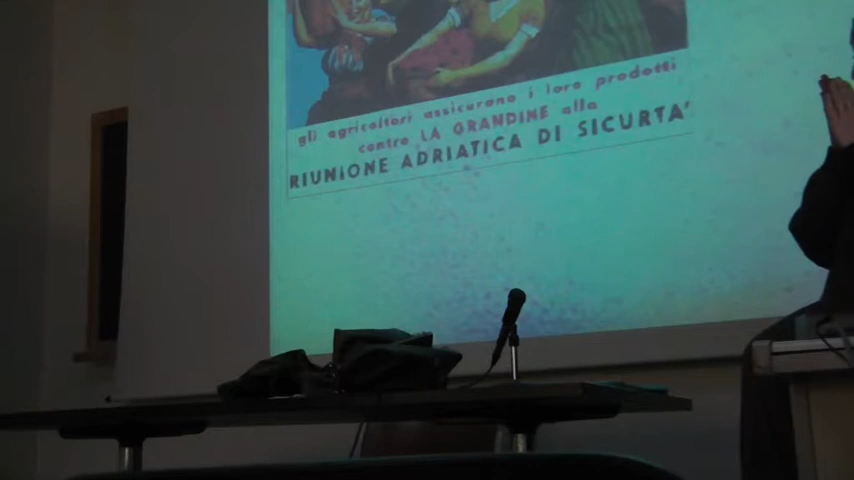 gli agricoltori assicurano i loro prodotti
contro LA GRANDINE alla
RIUNIONE ADRIATICA DI SICURTA'